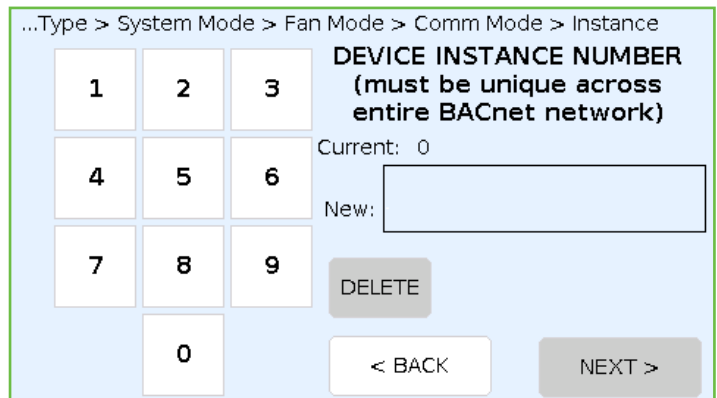 ...Type > System Mode > Fan Mode > Comm Mode > Instance
DEVICE INSTANCE NUMBER
(must be unique across
entire BACnet network)
1 2 3
Current: 0
4 5 6
New:
7 8 9
DELETE
0
< BACK NEXT >